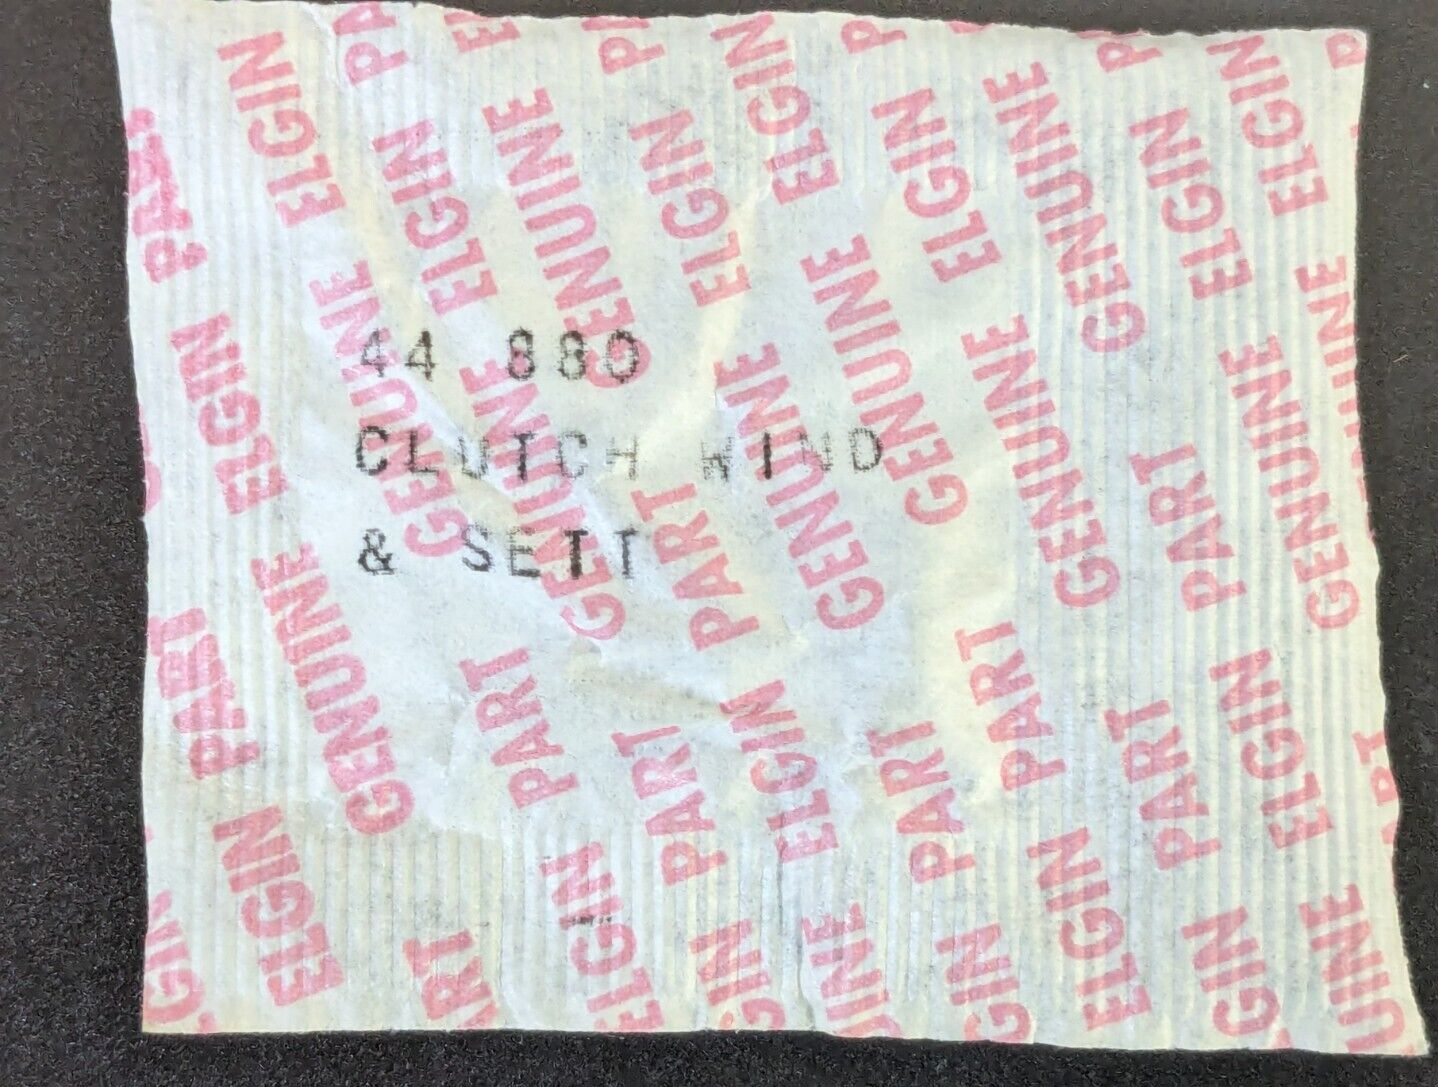 44 880
CLUTCH WIND
& SETT
GENUINE ELGIN PART